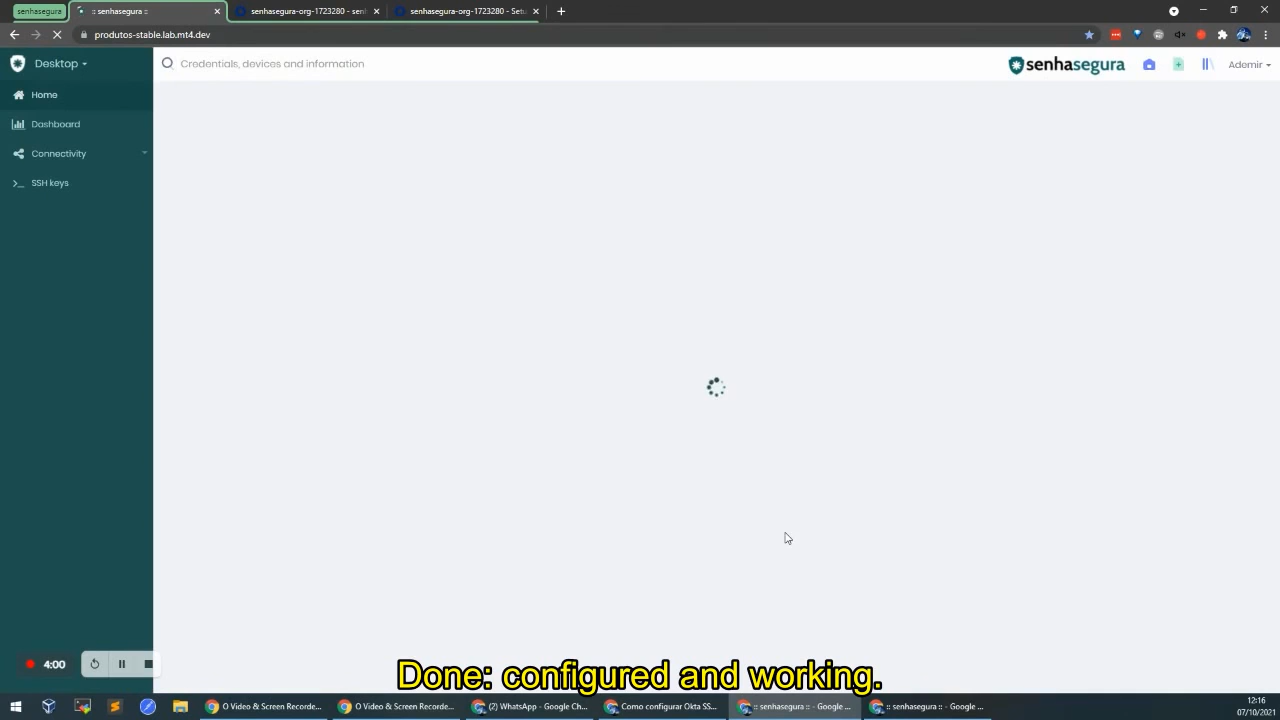 senhasegura
:: senhasegura ::
senhasegura-org-1723280 - senh
senhasegura-org-1723280 - Setu
produtos-stable.lab.mt4.dev
Desktop
Credentials, devices and information
senhasegura
Ademir
Home
Dashboard
Connectivity
SSH keys
4:00
Done: configured and working.
O Video & Screen Recorde...
O Video & Screen Recorde...
(2) WhatsApp - Google Ch...
Como configurar Okta SS...
:: senhasegura :: - Google ...
:: senhasegura :: - Google ...
12:16
07/10/2021